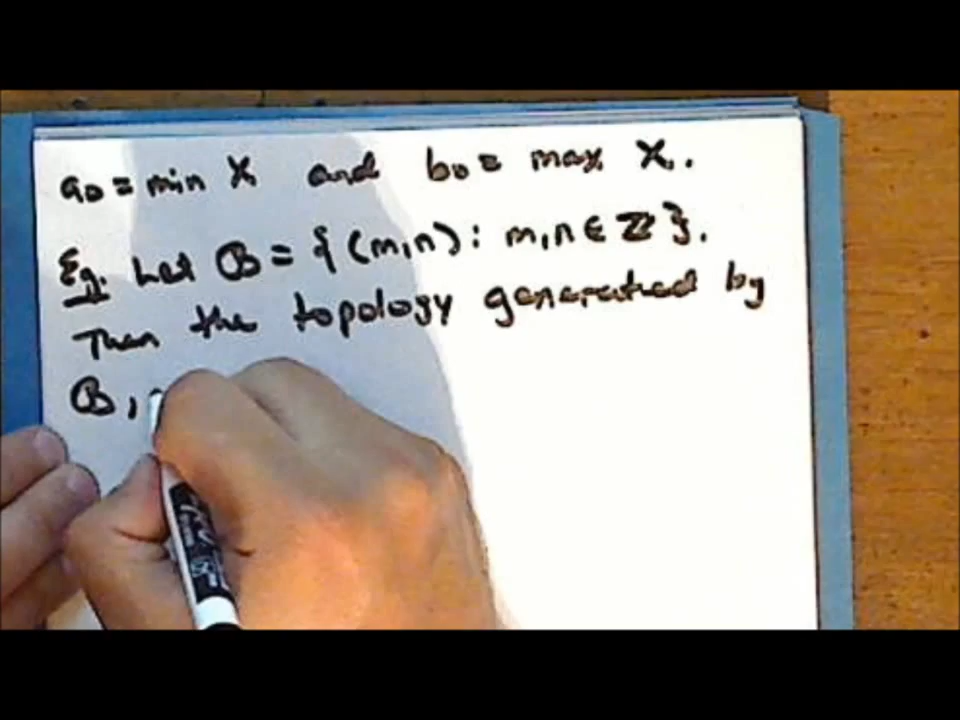 a₀ = min X and b₀ = max X.
Eg. Let 𝓑 = { (m,n) : m,n ∈ ℤ }.
Then the topology generated by
𝓑,